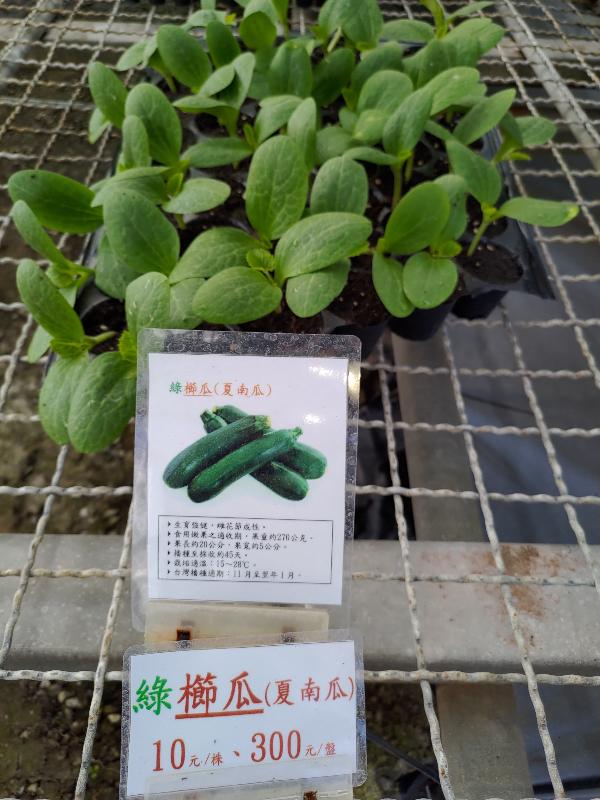 綠櫛瓜(夏南瓜)
▸生育強健，雌花節成性。
▸食用嫩果之適收期，果重約270公克。
▸果長約20公分，果寬約5公分。
▸播種至採收約45天。
▸栽培適溫：15～28℃。
▸台灣播種適期：11月至翌年1月。
綠櫛瓜(夏南瓜)
10元/株、300元/盤